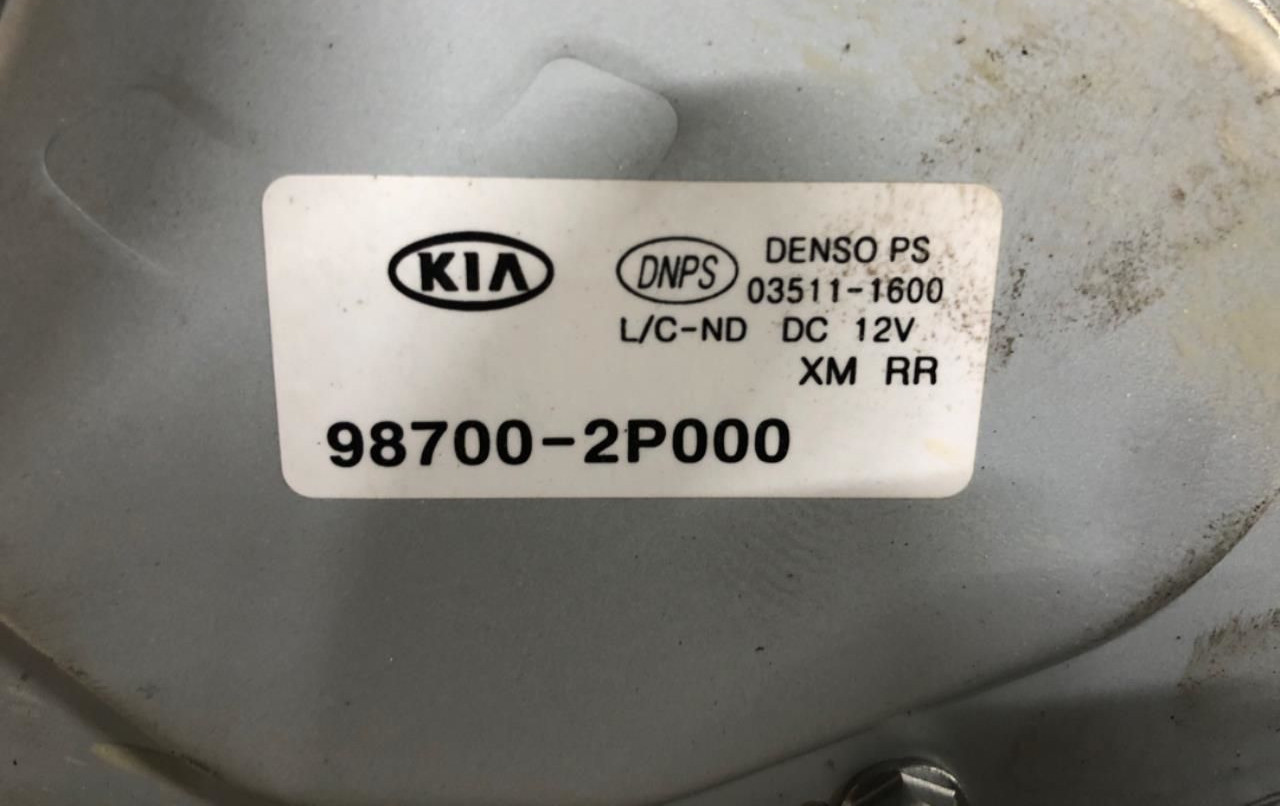 KIA
DNPS DENSO PS
03511-1600
L/C-ND DC 12V
XM RR
98700-2P000